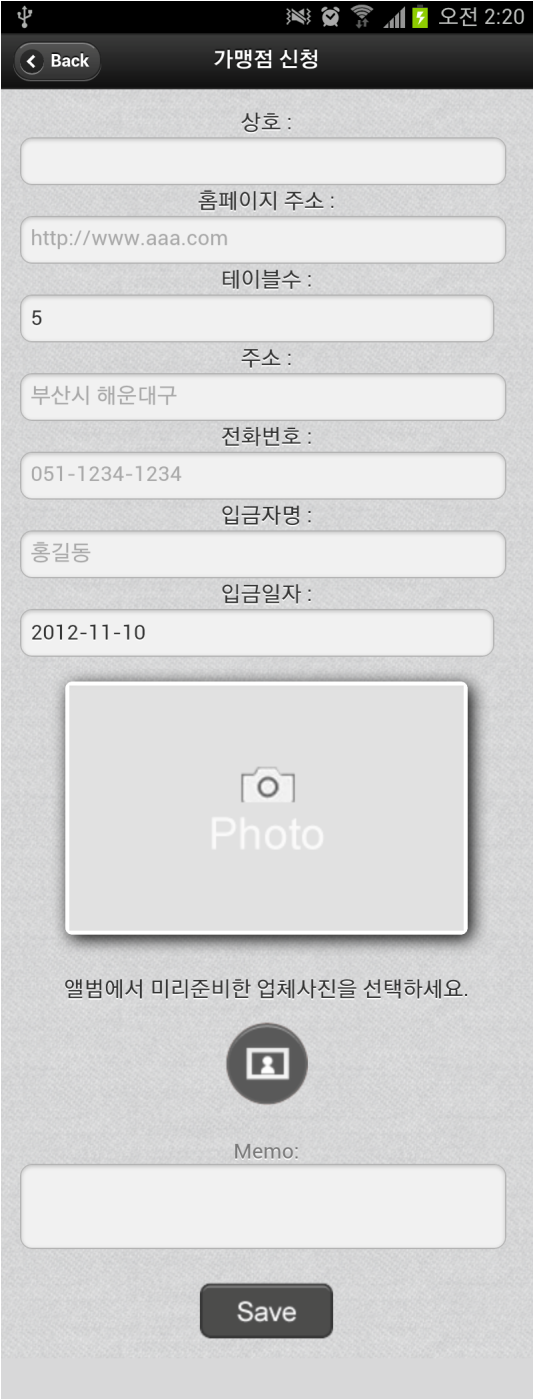 오전 2:20
Back
가맹점 신청
상호 :
홈페이지 주소 :
http://www.aaa.com
테이블수 :
5
주소 :
부산시 해운대구
전화번호 :
051-1234-1234
입금자명 :
홍길동
입금일자 :
2012-11-10
Photo
앨범에서 미리준비한 업체사진을 선택하세요.
Memo:
Save